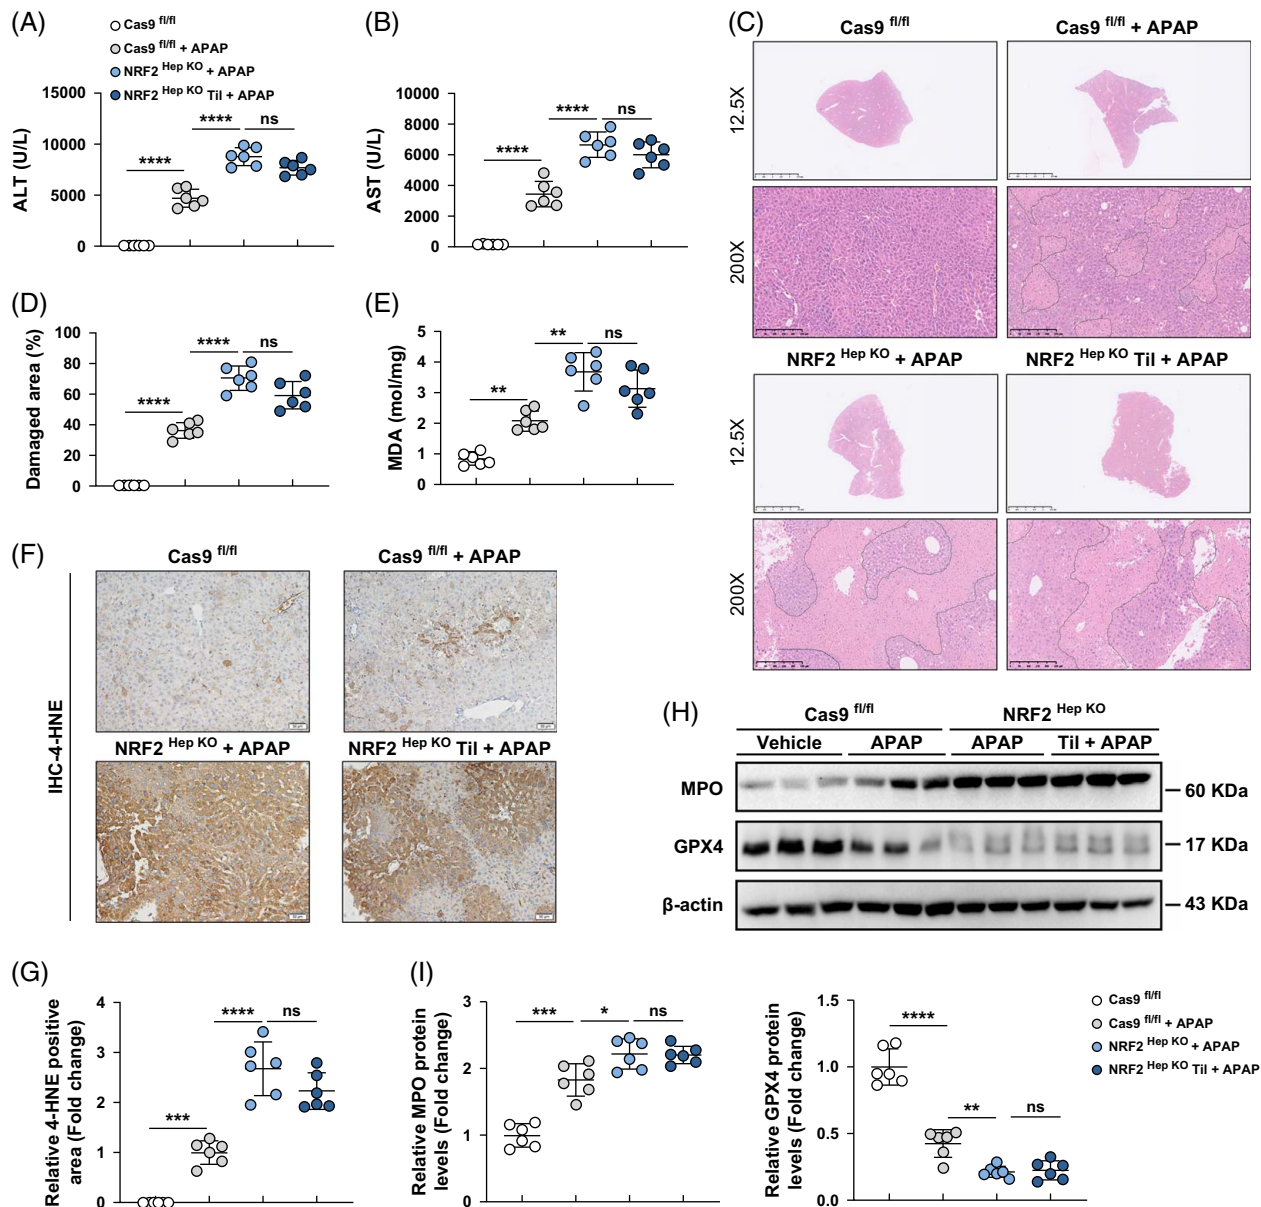 (A)
Cas9 fl/fl
Cas9 fl/fl + APAP
NRF2 Hep KO + APAP
NRF2 Hep KO Til + APAP
ALT (U/L)
15000
10000
5000
0
****
****
ns
(B)
AST (U/L)
10000
8000
6000
4000
2000
0
****
****
ns
(C)
Cas9 fl/fl
Cas9 fl/fl + APAP
12.5X
200X
NRF2 Hep KO + APAP
NRF2 Hep KO Til + APAP
12.5X
200X
(D)
Damaged area (%)
100
80
60
40
20
0
****
****
ns
(E)
MDA (mol/mg)
5
4
3
2
1
0
**
**
ns
(F)
IHC-4-HNE
Cas9 fl/fl
Cas9 fl/fl + APAP
NRF2 Hep KO + APAP
NRF2 Hep KO Til + APAP
(H)
Cas9 fl/fl
NRF2 Hep KO
Vehicle
APAP
APAP
Til + APAP
MPO
60 KDa
GPX4
17 KDa
β-actin
43 KDa
(G)
Relative 4-HNE positive
area (Fold change)
4
3
2
1
0
***
****
ns
(I)
Relative MPO protein
levels (Fold change)
3
2
1
0
***
*
ns
Relative GPX4 protein
levels (Fold change)
1.5
1.0
0.5
0.0
****
**
ns
Cas9 fl/fl
Cas9 fl/fl + APAP
NRF2 Hep KO + APAP
NRF2 Hep KO Til + APAP